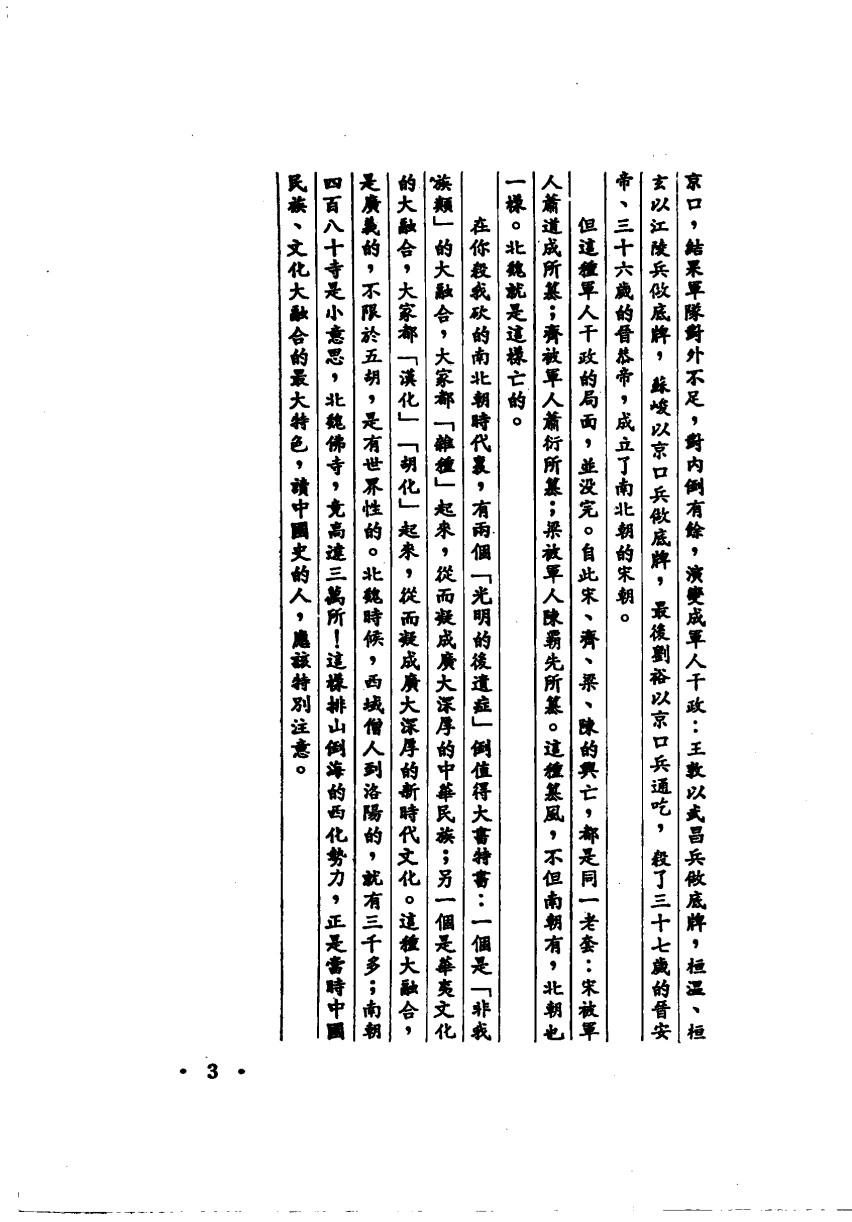 京口，結果軍隊對外不足，對內倒有餘，演變成軍人干政：王敦以武昌兵做底牌，桓溫、桓
玄以江陵兵做底牌，蘇峻以京口兵做底牌，最後劉裕以京口兵通吃，殺了三十七歲的晉安
帝、三十六歲的晉恭帝，成立了南北朝的宋朝。
但這種軍人干政的局面，並没完。自此宋、齊、梁、陳的興亡，都是同一老套：宋被軍
人蕭道成所篡；齊被軍人蕭衍所篡；梁被軍人陳霸先所篡。這種篡風，不但南朝有，北朝也
一樣。北魏就是這樣亡的。
在你殺我砍的南北朝時代裏，有兩個「光明的後遺症」倒值得大書特書：一個是「非我
族類」的大融合，大家都「雜種」起來，從而凝成廣大深厚的中華民族；另一個是華夷文化
的大融合，大家都「漢化」「胡化」起來，從而凝成廣大深厚的新時代文化。這種大融合，
是廣義的，不限於五胡，是有世界性的。北魏時候，西域僧人到洛陽的，就有三千多；南朝
四百八十寺是小意思，北魏佛寺，竟高達三萬所！這樣排山倒海的西化勢力，正是當時中國
民族、文化大融合的最大特色，讀中國史的人，應該特別注意。
• 3 •